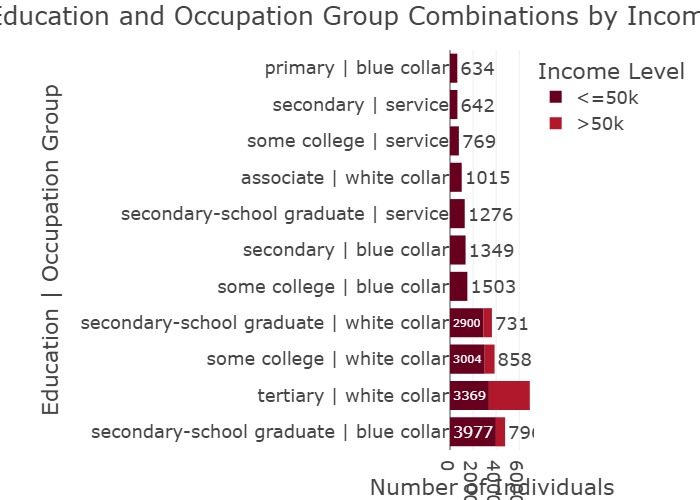 Education and Occupation Group Combinations by Incom
Income Level
<=50k
>50k
Education | Occupation Group
primary | blue collar 634
secondary | service 642
some college | service 769
associate | white collar 1015
secondary-school graduate | service 1276
secondary | blue collar 1349
some college | blue collar 1503
secondary-school graduate | white collar 2900 731
some college | white collar 3004 858
tertiary | white collar 3369
secondary-school graduate | blue collar 3977
0 2000 4000 6000
Number of Individuals